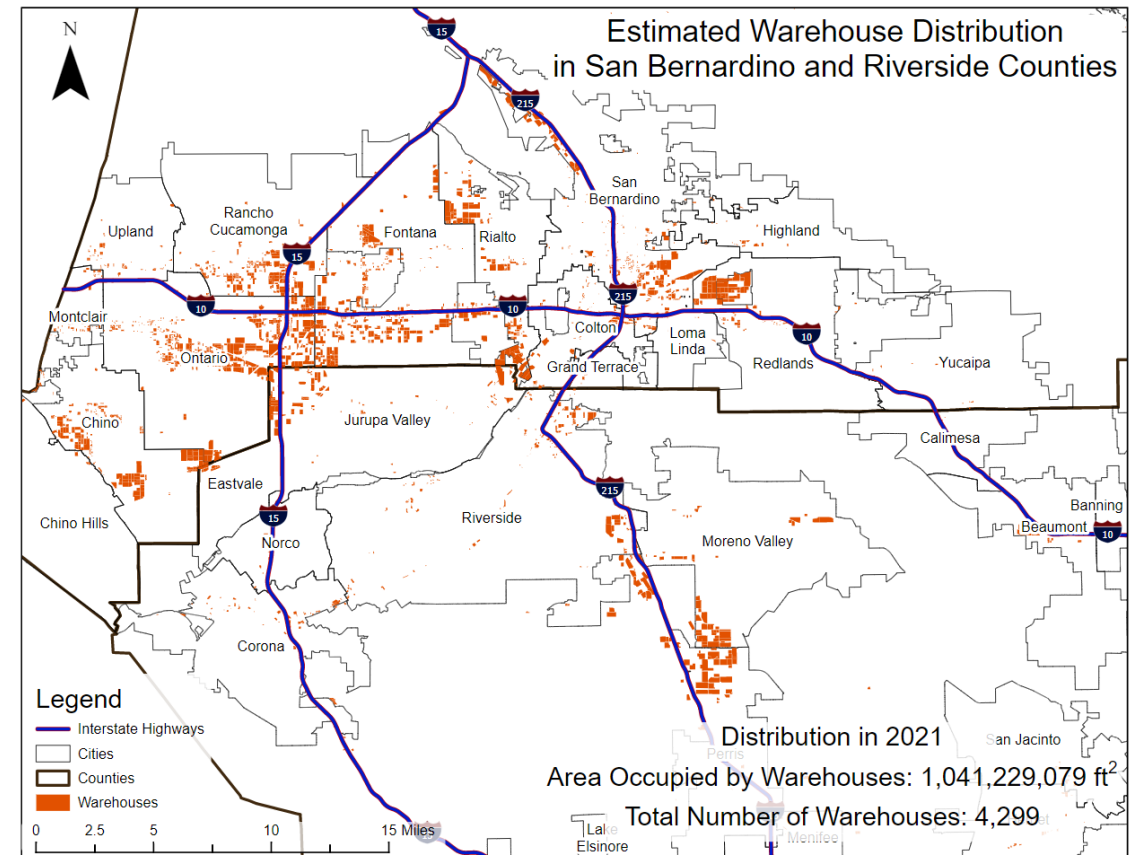 Estimated Warehouse Distribution
in San Bernardino and Riverside Counties
N
15
215
San
Bernardino
Rancho
Cucamonga
Upland
Fontana
Rialto
Highland
15
10
10
215
Montclair
Colton
Loma
Linda
10
Ontario
Grand Terrace
Redlands
Yucaipa
Chino
Jurupa Valley
Calimesa
Eastvale
215
Banning
Chino Hills
15
Riverside
Beaumont
10
Norco
Moreno Valley
Corona
Legend
Interstate Highways
Cities
Counties
Warehouses
0 2.5 5 10 15 Miles
Distribution in 2021
San Jacinto
Perris
Area Occupied by Warehouses: 1,041,229,079 ft2
Total Number of Warehouses: 4,299
Lake
Elsinore
Menifee